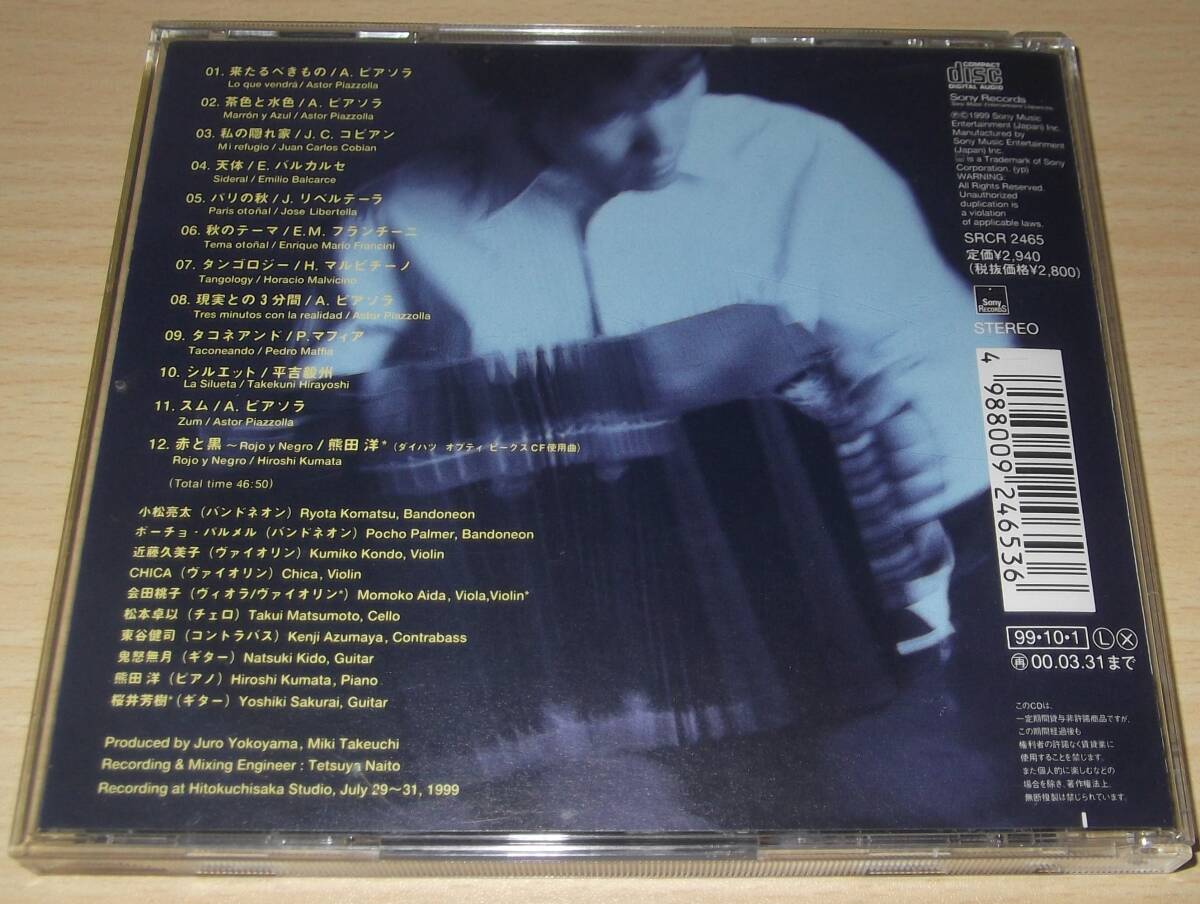 01. 来たるべきもの / A. ピアソラ
Lo que vendrá / Astor Piazzolla
02. 茶色と水色 / A. ピアソラ
Marrón y Azul / Astor Piazzolla
03. 私の隠れ家 / J. C. コビアン
Mi refugio / Juan Carlos Cobian
04. 天体 / E. バルカルセ
Sideral / Emilio Balcarce
05. パリの秋 / J. リベルテーラ
Paris otoñal / Jose Libertella
06. 秋のテーマ / E.M. フランチーニ
Tema otoñal / Enrique Mario Francini
07. タンゴロジー / H. マルビチーノ
Tangology / Horacio Malvicino
08. 現実との3分間 / A. ピアソラ
Tres minutos con la realidad / Astor Piazzolla
09. タコネアンド / P. マフィア
Taconeando / Pedro Maffia
10. シルエット / 平吉毅州
La Silueta / Takekuni Hirayoshi
11. スム / A. ピアソラ
Zum / Astor Piazzolla
12. 赤と黒 ~ Rojo y Negro / 熊田 洋* (ダイハツ オプティ ビークス CF使用曲)
Rojo y Negro / Hiroshi Kumata
(Total time 46:50)
小松亮太 (バンドネオン) Ryota Komatsu, Bandoneon
ポーチョ・パルメル (バンドネオン) Pocho Palmer, Bandoneon
近藤久美子 (ヴァイオリン) Kumiko Kondo, Violin
CHICA (ヴァイオリン) Chica, Violin
会田桃子 (ヴィオラ/ヴァイオリン*) Momoko Aida, Viola,Violin*
松本卓以 (チェロ) Takui Matsumoto, Cello
東谷健司 (コントラバス) Kenji Azumaya, Contrabass
鬼怒無月 (ギター) Natsuki Kido, Guitar
熊田 洋 (ピアノ) Hiroshi Kumata, Piano
桜井芳樹* (ギター) Yoshiki Sakurai, Guitar
Produced by Juro Yokoyama, Miki Takeuchi
Recording & Mixing Engineer : Tetsuya Naito
Recording at Hitokuchisaka Studio, July 29~31, 1999
COMPACT
disc
DIGITAL AUDIO
Sony Records
Sony Music Entertainment (Japan) Inc.
Ⓟ©1999 Sony Music
Entertainment (Japan) Inc.
Manufactured by
Sony Music Entertainment
(Japan) Inc.
is a Trademark of Sony
Corporation. (yp)
WARNING:
All Rights Reserved.
Unauthorized
duplication is
a violation
of applicable laws.
SRCR 2465
定価¥2,940
(税抜価格¥2,800)
Sony
RECORDS
STEREO
4 988009 246536
99・10・1 Ⓛ Ⓧ
㊢00.03.31まで
このCDは、
一定期間貸与非許諾商品ですが、
この期間経過後も
権利者の許諾なく賃貸業に
使用することを禁じます。
また個人的に楽しむなどの
場合を除き、著作権法上、
無断複製は禁じられています。